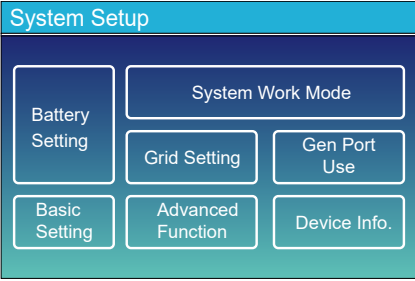 System Setup
Battery
Setting
System Work Mode
Grid Setting
Gen Port
Use
Basic
Setting
Advanced
Function
Device Info.